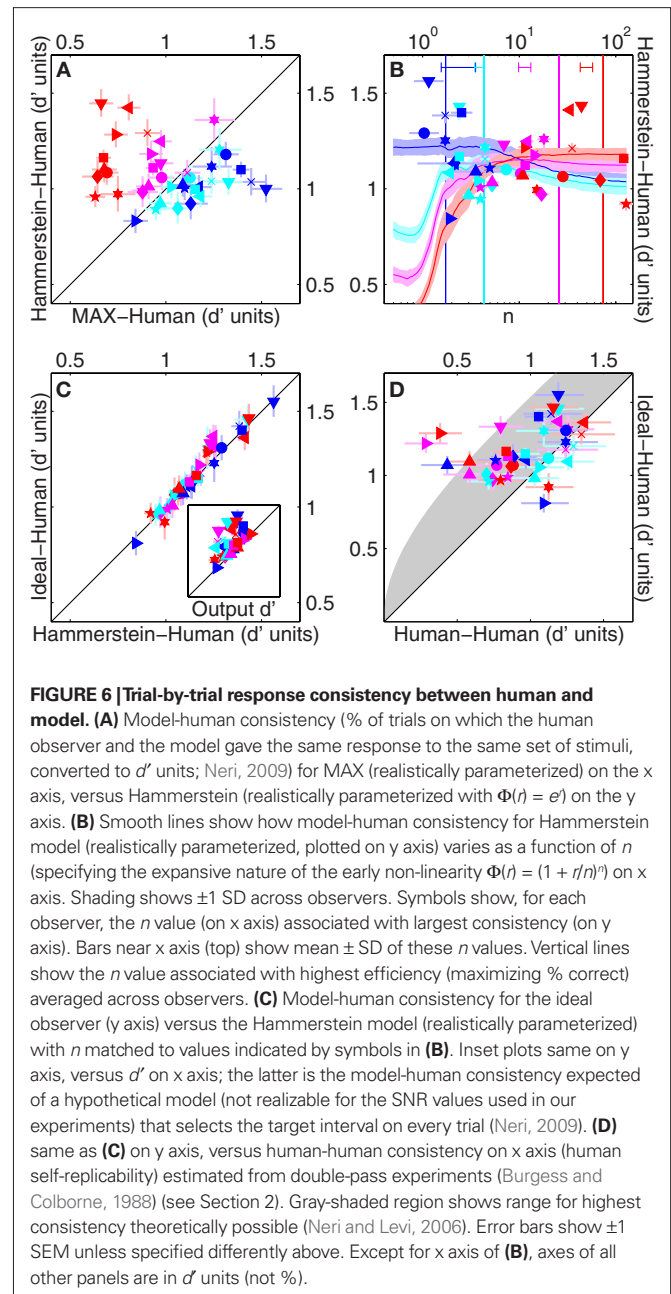 0.5 1 1.5
10⁰ 10¹ 10²
A
B
Hammerstein−Human (d' units)
1.5
1
0.5
Hammerstein−Human (d' units)
1.5
1
0.5
MAX−Human (d' units)
n
0.5 1 1.5
0.5 1 1.5
C
D
Ideal−Human (d' units)
1.5
1
0.5
Ideal−Human (d' units)
1.5
1
0.5
Output d'
Hammerstein−Human (d' units)
Human−Human (d' units)
FIGURE 6 | Trial-by-trial response consistency between human and
model. (A) Model-human consistency (% of trials on which the human
observer and the model gave the same response to the same set of stimuli,
converted to d′ units; Neri, 2009) for MAX (realistically parameterized) on the x
axis, versus Hammerstein (realistically parameterized with Φ(r) = eʳ) on the y
axis. (B) Smooth lines show how model-human consistency for Hammerstein
model (realistically parameterized, plotted on y axis) varies as a function of n
(specifying the expansive nature of the early non-linearity Φ(r) = (1 + r/n)ⁿ) on x
axis. Shading shows ±1 SD across observers. Symbols show, for each
observer, the n value (on x axis) associated with largest consistency (on y
axis). Bars near x axis (top) show mean ± SD of these n values. Vertical lines
show the n value associated with highest efficiency (maximizing % correct)
averaged across observers. (C) Model-human consistency for the ideal
observer (y axis) versus the Hammerstein model (realistically parameterized)
with n matched to values indicated by symbols in (B). Inset plots same on y
axis, versus d′ on x axis; the latter is the model-human consistency expected
of a hypothetical model (not realizable for the SNR values used in our
experiments) that selects the target interval on every trial (Neri, 2009). (D)
same as (C) on y axis, versus human-human consistency on x axis (human
self-replicability) estimated from double-pass experiments (Burgess and
Colborne, 1988) (see Section 2). Gray-shaded region shows range for highest
consistency theoretically possible (Neri and Levi, 2006). Error bars show ±1
SEM unless specified differently above. Except for x axis of (B), axes of all
other panels are in d′ units (not %).